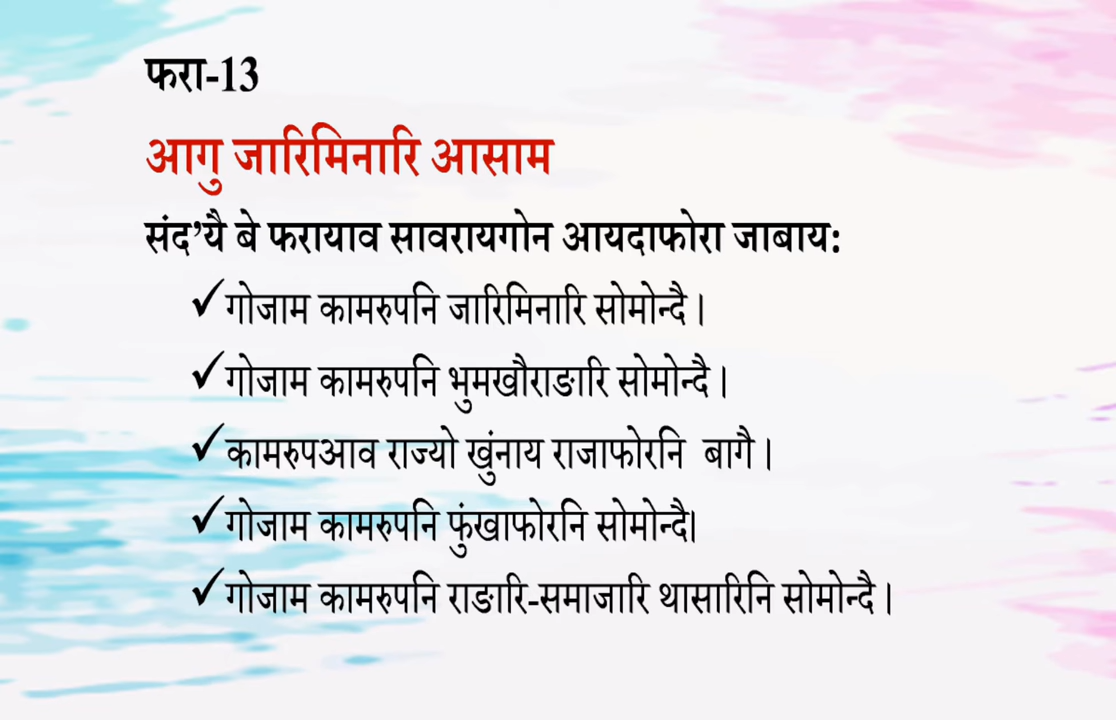 फरा-13
आगु जारिमिनारि आसाम
संद’यै बे फरायाव सावरायगोन आयदाफोरा जाबाय:
✓गोजाम कामरुपनि जारिमिनारि सोमोन्दै।
✓गोजाम कामरुपनि भुमखौराङारि सोमोन्दै।
✓कामरुपआव राज्यो खुंनाय राजाफोरनि बागै।
✓गोजाम कामरुपनि फुंखाफोरनि सोमोन्दै।
✓गोजाम कामरुपनि राङारि-समाजारि थासारिनि सोमोन्दै।